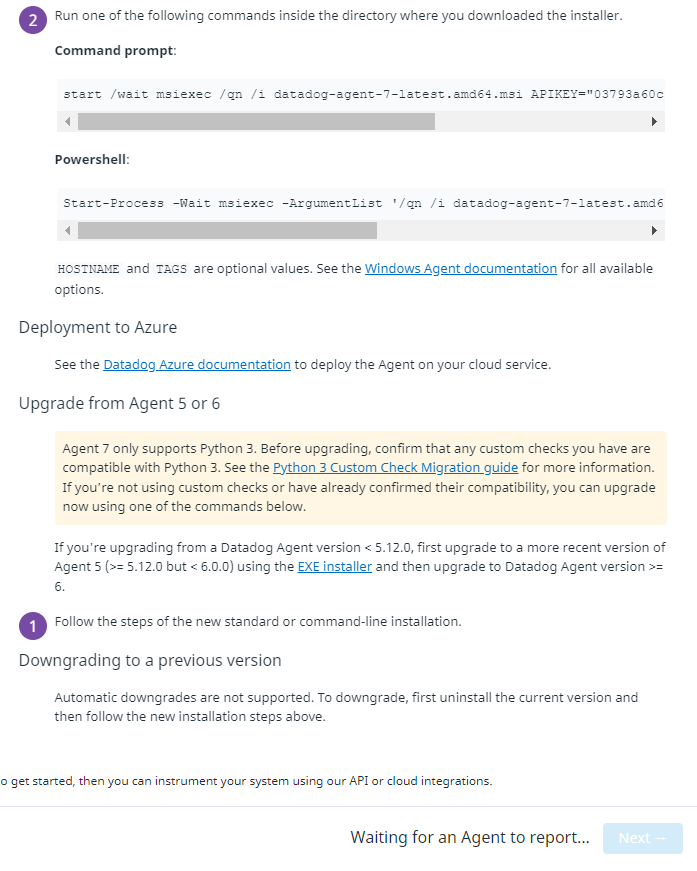 2
Run one of the following commands inside the directory where you downloaded the installer.
Command prompt:
start /wait msiexec /qn /i datadog-agent-7-latest.amd64.msi APIKEY="03793a60c
Powershell:
Start-Process -Wait msiexec -ArgumentList '/qn /i datadog-agent-7-latest.amd6
HOSTNAME and TAGS are optional values. See the Windows Agent documentation for all available
options.
Deployment to Azure
See the Datadog Azure documentation to deploy the Agent on your cloud service.
Upgrade from Agent 5 or 6
Agent 7 only supports Python 3. Before upgrading, confirm that any custom checks you have are
compatible with Python 3. See the Python 3 Custom Check Migration guide for more information.
If you're not using custom checks or have already confirmed their compatibility, you can upgrade
now using one of the commands below.
If you're upgrading from a Datadog Agent version < 5.12.0, first upgrade to a more recent version of
Agent 5 (>= 5.12.0 but < 6.0.0) using the EXE installer and then upgrade to Datadog Agent version >=
6.
1
Follow the steps of the new standard or command-line installation.
Downgrading to a previous version
Automatic downgrades are not supported. To downgrade, first uninstall the current version and
then follow the new installation steps above.
o get started, then you can instrument your system using our API or cloud integrations.
Waiting for an Agent to report... Next →